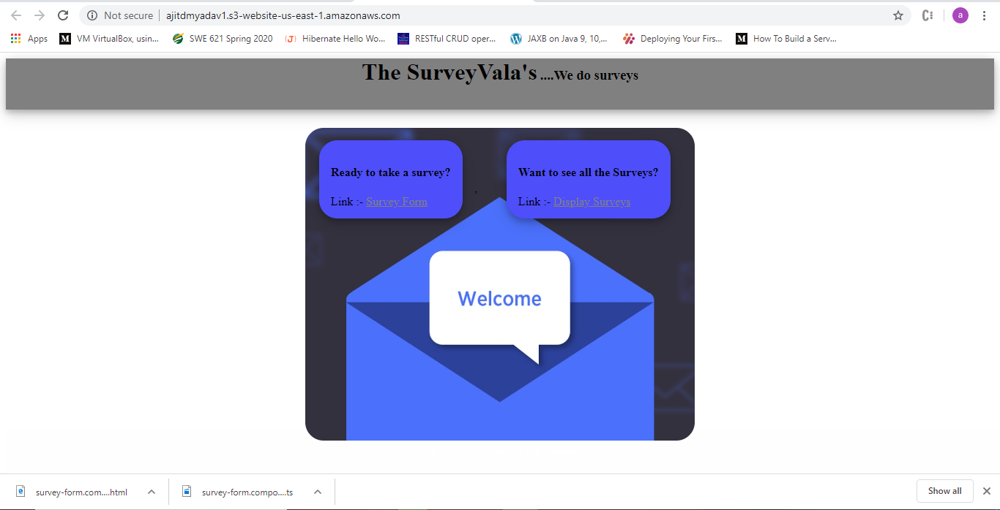 Not secure | ajitdmyadav1.s3-website-us-east-1.amazonaws.com a
Apps M VM VirtualBox, usin... SWE 621 Spring 2020 {J} Hibernate Hello Wo... RESTful CRUD oper... JAXB on Java 9, 10,... Deploying Your Firs... M How To Build a Serv...
The SurveyVala's ....We do surveys
Ready to take a survey?
Link :- Survey Form
.
Want to see all the Surveys?
Link :- Display Surveys
Welcome
survey-form.com....html survey-form.compo....ts Show all